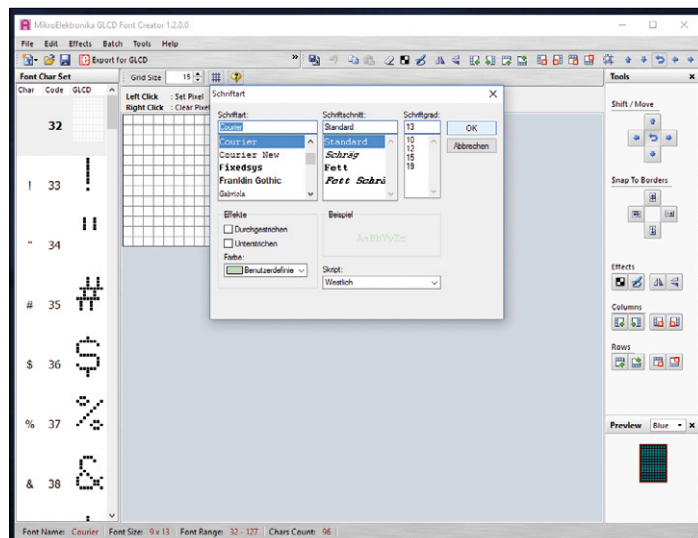 MikroElektronika GLCD Font Creator 1.2.0.0
File Edit Effects Batch Tools Help
Export for GLCD
Font Char Set
Char Code GLCD
32
! 33 !
" 34 "
# 35 #
$ 36 $
% 37 %
& 38 &
Grid Size 15
Left Click : Set Pixel
Right Click : Clear Pixel
Schriftart
Schriftart: Schriftschnitt: Schriftgrad:
Courier Standard 13
Courier Standard 10
Courier New Schräg 12
Fixedsys Fett 15
Franklin Gothic Fett Schrä 19
Gabriola
OK
Abbrechen
Effekte
Durchgestrichen
Unterstrichen
Farbe:
Benutzerdefinie
Beispiel
AaBbYyZz
Skript:
Westlich
Tools
Shift / Move
Snap To Borders
Effects
Columns
Rows
Preview Blue
Font Name: Courier Font Size: 9 x 13 Font Range: 32 - 127 Chars Count: 96